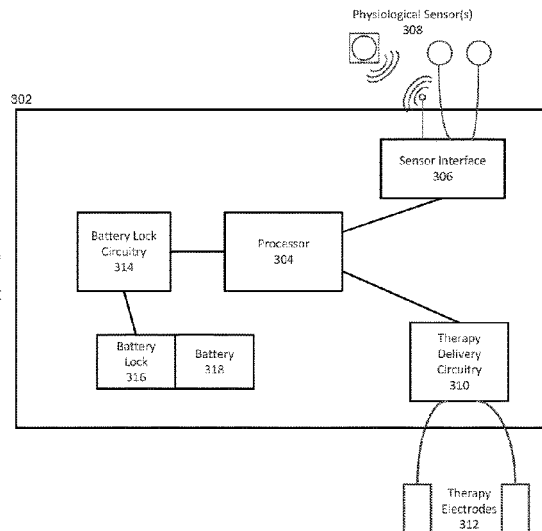 Physiological Sensor(s)
308
302
Sensor Interface
306
Battery Lock
Circuitry
314
Processor
304
Battery
Lock
316
Battery
318
Therapy
Delivery
Circuitry
310
Therapy
Electrodes
312